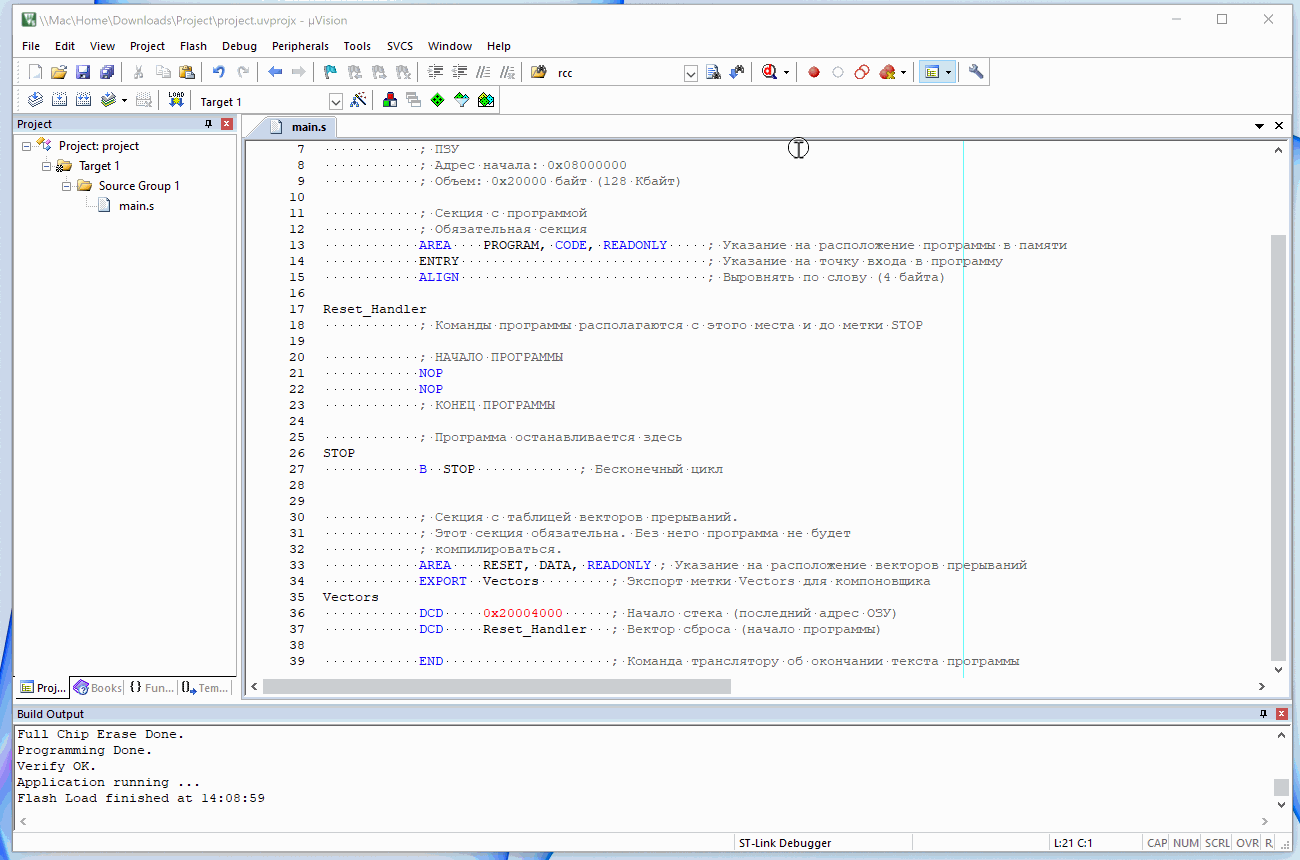 \\Mac\Home\Downloads\Project\project.uvprojx - µVision
File Edit View Project Flash Debug Peripherals Tools SVCS Window Help
rcc
LOAD
Target 1
Project
main.s
Project: project
Target 1
Source Group 1
main.s
7 ; ПЗУ
8 ; Адрес начала: 0x08000000
9 ; Объем: 0x20000 байт (128 Кбайт)
10
11 ; Секция с программой
12 ; Обязательная секция
13 AREA PROGRAM, CODE, READONLY ; Указание на расположение программы в памяти
14 ENTRY ; Указание на точку входа в программу
15 ALIGN ; Выровнять по слову (4 байта)
16
17 Reset_Handler
18 ; Команды программы располагаются с этого места и до метки STOP
19
20 ; НАЧАЛО ПРОГРАММЫ
21 NOP
22 NOP
23 ; КОНЕЦ ПРОГРАММЫ
24
25 ; Программа останавливается здесь
26 STOP
27 B STOP ; Бесконечный цикл
28
29
30 ; Секция с таблицей векторов прерываний.
31 ; Этот секция обязательна. Без него программа не будет
32 ; компилироваться.
33 AREA RESET, DATA, READONLY ; Указание на расположение векторов прерываний
34 EXPORT Vectors ; Экспорт метки Vectors для компоновщика
35 Vectors
36 DCD 0x20004000 ; Начало стека (последний адрес ОЗУ)
37 DCD Reset_Handler ; Вектор сброса (начало программы)
38
39 END ; Команда транслятору об окончании текста программы
Proj... Books {} Fun... Tem...
Build Output
Full Chip Erase Done.
Programming Done.
Verify OK.
Application running ...
Flash Load finished at 14:08:59
ST-Link Debugger L:21 C:1 CAP NUM SCRL OVR R